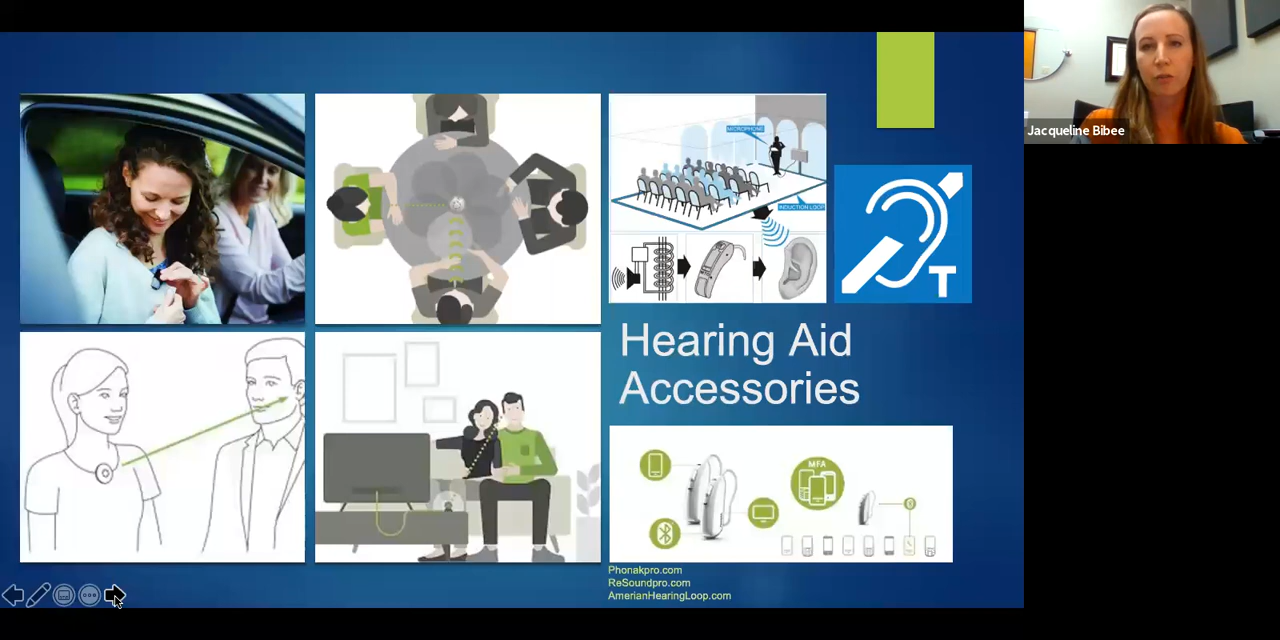 Jacqueline Bibee
MICROPHONE
INDUCTION LOOP
T
Hearing Aid
Accessories
MFA
Phonakpro.com
ReSoundpro.com
AmerianHearingLoop.com